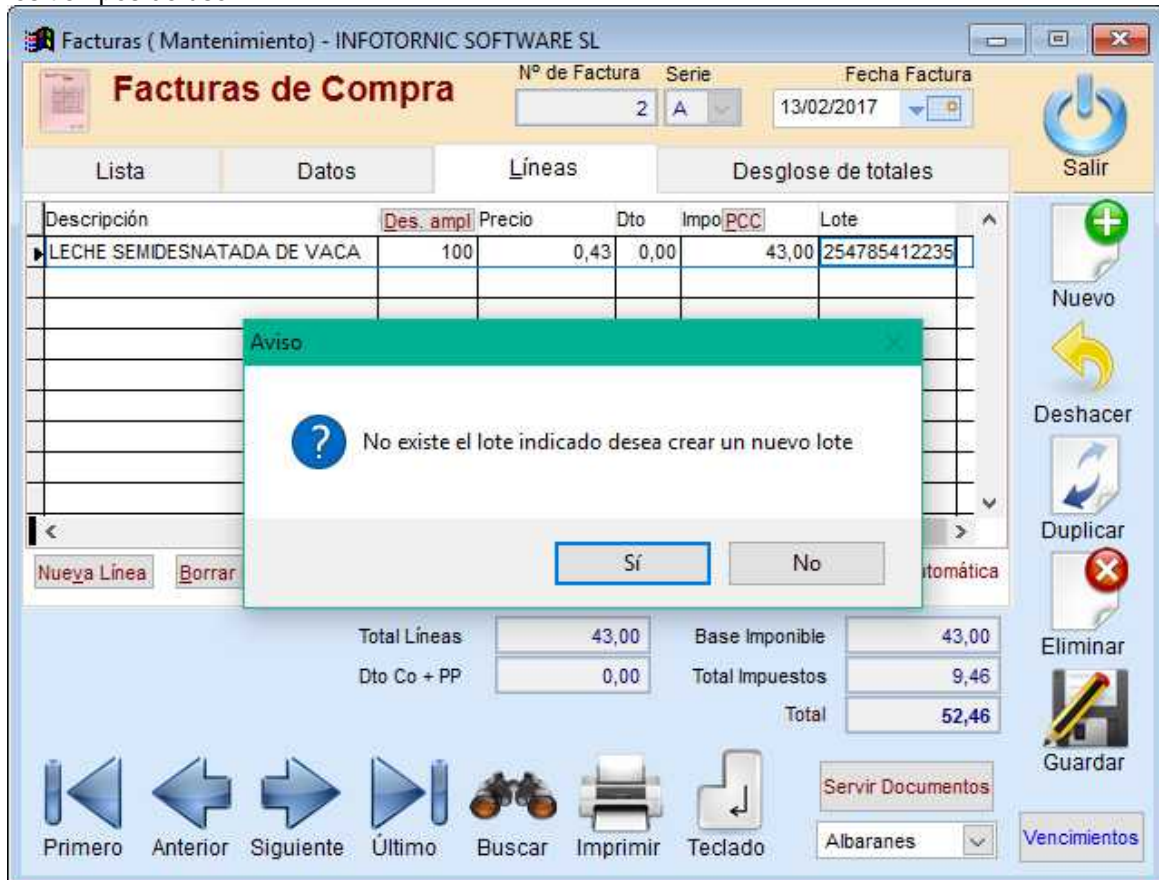 Facturas ( Mantenimiento) - INFOTORNIC SOFTWARE SL
Facturas de Compra
Nº de Factura
Serie
Fecha Factura
2
A
13/02/2017
Salir
Lista
Datos
Líneas
Desglose de totales
Descripción
Des. ampl
Precio
Dto
Impo
PCC
Lote
LECHE SEMIDESNATADA DE VACA
100
0,43
0,00
43,00
254785412235
Nuevo
Deshacer
Duplicar
Eliminar
Guardar
Aviso
No existe el lote indicado desea crear un nuevo lote
Sí
No
Nueva Línea
Borrar
Total Líneas
43,00
Base Imponible
43,00
Dto Co + PP
0,00
Total Impuestos
9,46
Total
52,46
Primero
Anterior
Siguiente
Último
Buscar
Imprimir
Teclado
Servir Documentos
Albaranes
Vencimientos